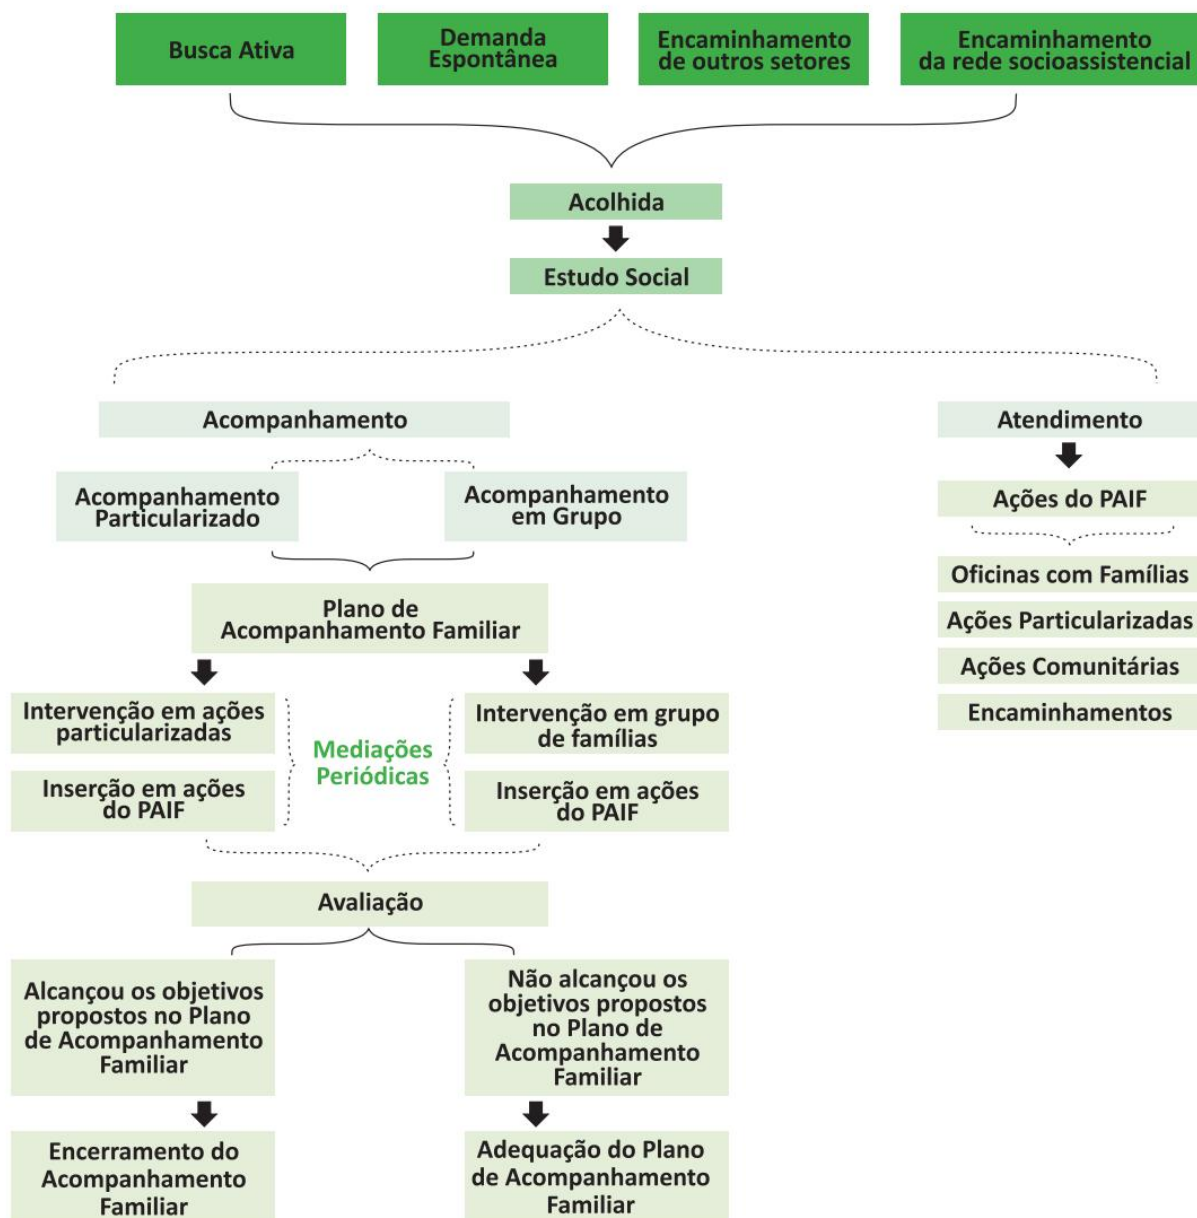 Busca Ativa
Demanda
Espontânea
Encaminhamento
de outros setores
Encaminhamento
da rede socioassistencial
Acolhida
Estudo Social
Acompanhamento
Atendimento
Acompanhamento
Particularizado
Acompanhamento
em Grupo
Ações do PAIF
Oficinas com Famílias
Ações Particularizadas
Ações Comunitárias
Encaminhamentos
Plano de
Acompanhamento Familiar
Intervenção em ações
particularizadas
Inserção em ações
do PAIF
Mediações
Periódicas
Intervenção em grupo
de famílias
Inserção em ações
do PAIF
Avaliação
Alcançou os objetivos
propostos no Plano
de Acompanhamento
Familiar
Não alcançou os
objetivos propostos
no Plano de
Acompanhamento
Familiar
Encerramento do
Acompanhamento
Familiar
Adequação do Plano
de Acompanhamento
Familiar